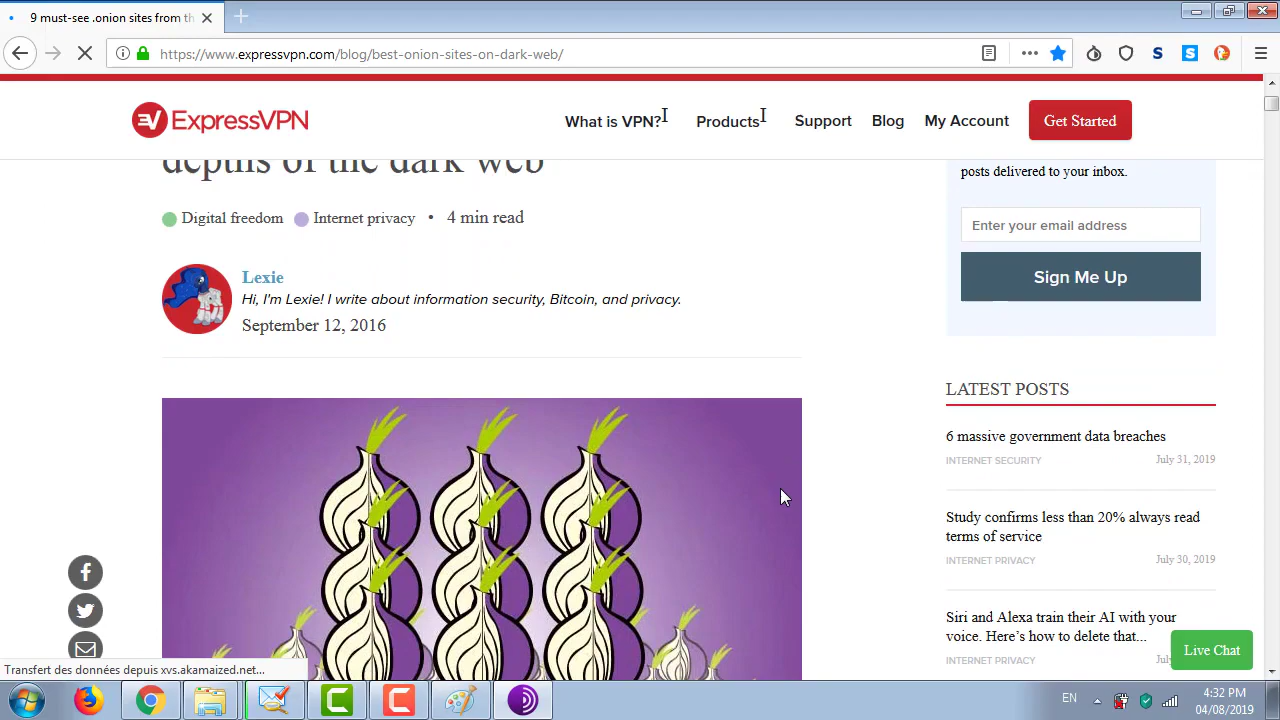 9 must-see .onion sites from th
https://www.expressvpn.com/blog/best-onion-sites-on-dark-web/
ExpressVPN
What is VPN?
Products
Support
Blog
My Account
Get Started
depths of the dark web
Digital freedom
Internet privacy
• 4 min read
Lexie
Hi, I'm Lexie! I write about information security, Bitcoin, and privacy.
September 12, 2016
posts delivered to your inbox.
Enter your email address
Sign Me Up
LATEST POSTS
6 massive government data breaches
INTERNET SECURITY
July 31, 2019
Study confirms less than 20% always read
terms of service
INTERNET PRIVACY
July 30, 2019
Siri and Alexa train their AI with your
voice. Here's how to delete that...
INTERNET PRIVACY
Live Chat
Transfert des données depuis xvs.akamaized.net...
EN
4:32 PM
04/08/2019